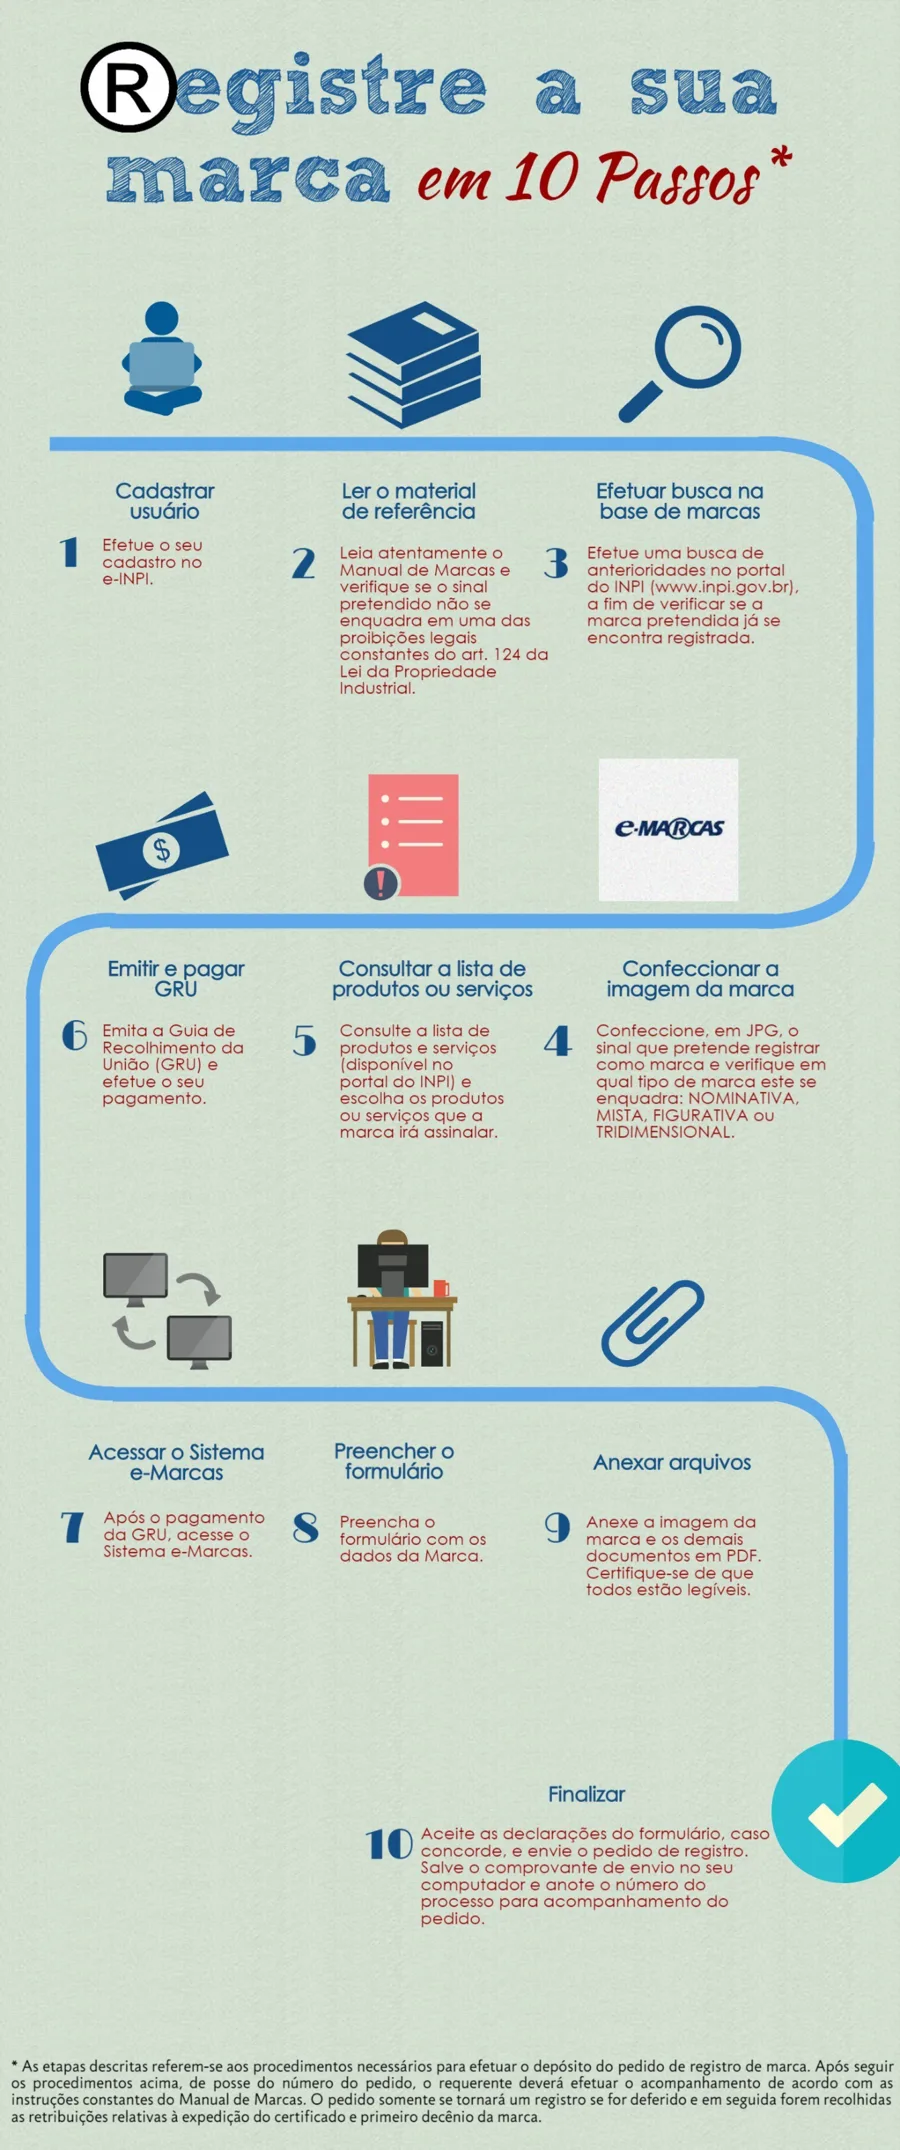 ®egistre a sua
marca em 10 Passos*
Cadastrar
usuário
1
Efetue o seu
cadastro no
e-INPI.
Ler o material
de referência
2
Leia atentamente o
Manual de Marcas e
verifique se o sinal
pretendido não se
enquadra em uma das
proibições legais
constantes do art. 124 da
Lei da Propriedade
Industrial.
Efetuar busca na
base de marcas
3
Efetue uma busca de
anterioridades no portal
do INPI (www.inpi.gov.br),
a fim de verificar se a
marca pretendida já se
encontra registrada.
$
!
e-MARCAS
Confeccionar a
imagem da marca
4
Confeccione, em JPG, o
sinal que pretende registrar
como marca e verifique em
qual tipo de marca este se
enquadra: NOMINATIVA,
MISTA, FIGURATIVA ou
TRIDIMENSIONAL.
Consultar a lista de
produtos ou serviços
5
Consulte a lista de
produtos e serviços
(disponível no
portal do INPI) e
escolha os produtos
ou serviços que a
marca irá assinalar.
Emitir e pagar
GRU
6
Emita a Guia de
Recolhimento da
União (GRU) e
efetue o seu
pagamento.
Acessar o Sistema
e-Marcas
7
Após o pagamento
da GRU, acesse o
Sistema e-Marcas.
Preencher o
formulário
8
Preencha o
formulário com os
dados da Marca.
Anexar arquivos
9
Anexe a imagem da
marca e os demais
documentos em PDF.
Certifique-se de que
todos estão legíveis.
Finalizar
10
Aceite as declarações do formulário, caso
concorde, e envie o pedido de registro.
Salve o comprovante de envio no seu
computador e anote o número do
processo para acompanhamento do
pedido.
* As etapas descritas referem-se aos procedimentos necessários para efetuar o depósito do pedido de registro de marca. Após seguir
os procedimentos acima, de posse do número do pedido, o requerente deverá efetuar o acompanhamento de acordo com as
instruções constantes do Manual de Marcas. O pedido somente se tornará um registro se for deferido e em seguida forem recolhidas
as retribuições relativas à expedição do certificado e primeiro decênio da marca.